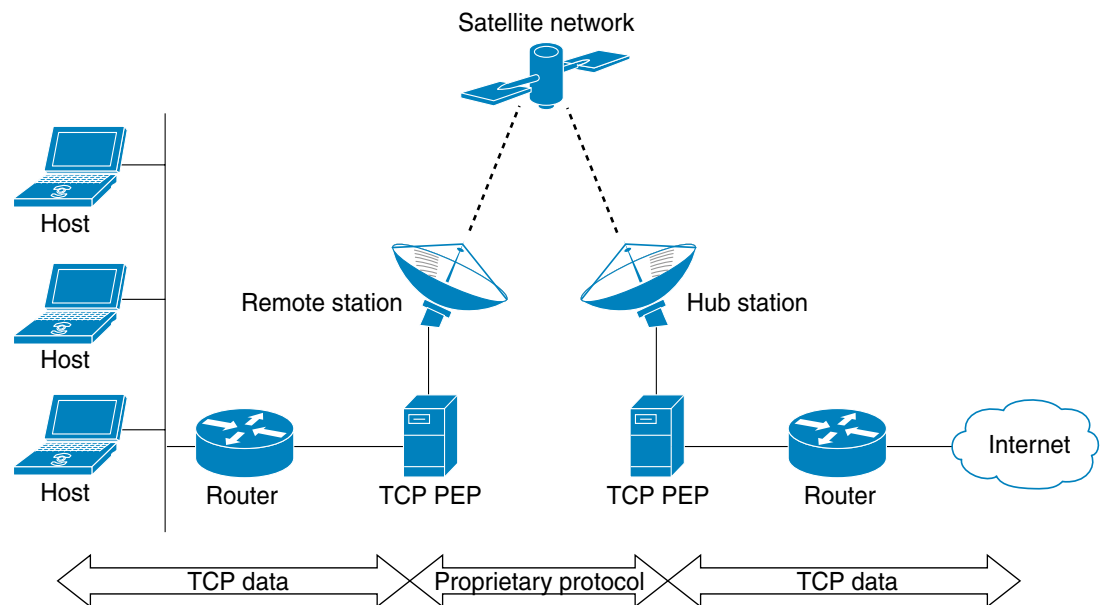 Satellite network
Host
Remote station
Hub station
Host
Internet
Host
Router
TCP PEP
TCP PEP
Router
TCP data
Proprietary protocol
TCP data